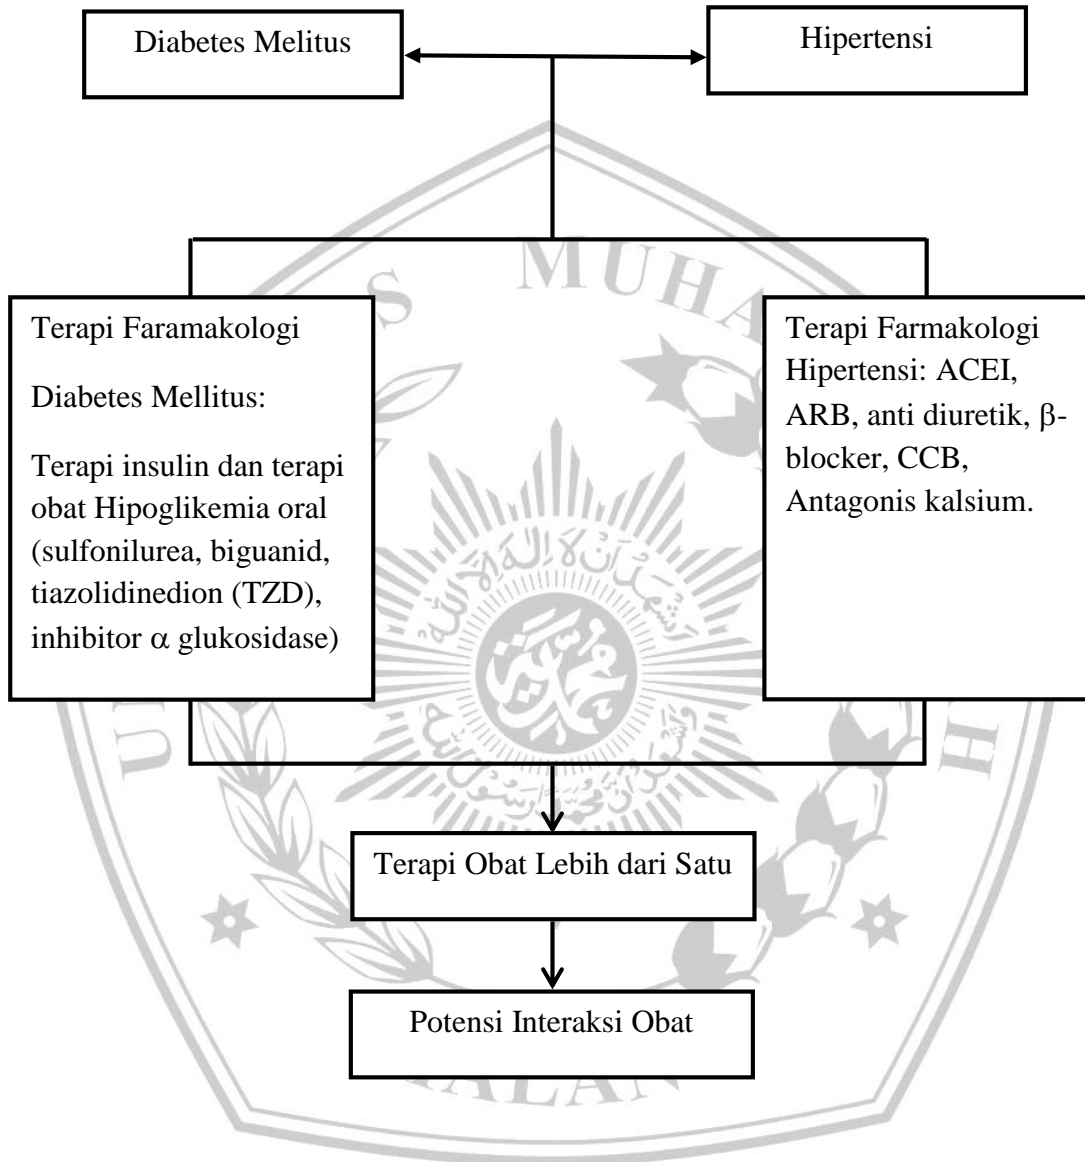 Diabetes Melitus
Hipertensi
Terapi Faramakologi
Diabetes Mellitus:
Terapi insulin dan terapi
obat Hipoglikemia oral
(sulfonilurea, biguanid,
tiazolidinedion (TZD),
inhibitor α glukosidase)
Terapi Farmakologi
Hipertensi: ACEI,
ARB, anti diuretik, β-
blocker, CCB,
Antagonis kalsium.
Terapi Obat Lebih dari Satu
Potensi Interaksi Obat
S MUHA
U
H
MALAN